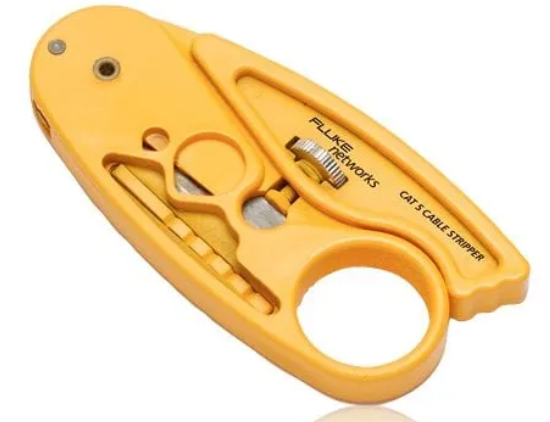 FLUKE
networks
CAT 5 CABLE STRIPPER